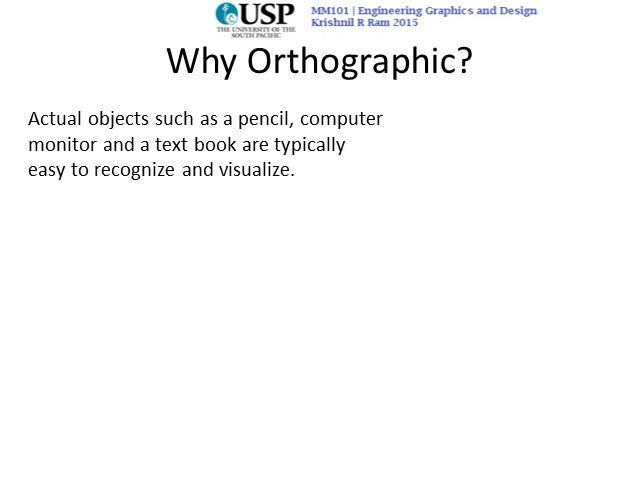 USP
THE UNIVERSITY OF THE
SOUTH PACIFIC
MM101 | Engineering Graphics and Design
Krishnil R Ram 2015
Why Orthographic?
Actual objects such as a pencil, computer
monitor and a text book are typically
easy to recognize and visualize.